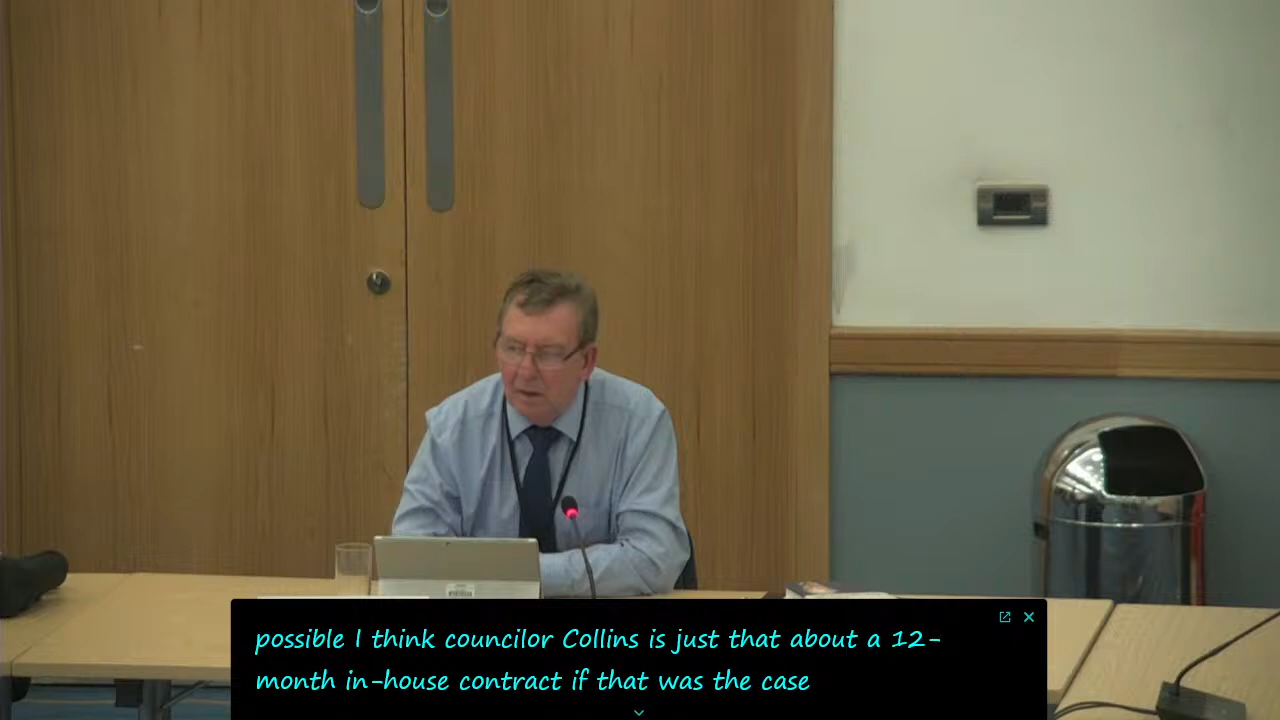 possible I think councilor Collins is just that about a 12-
month in-house contract if that was the case